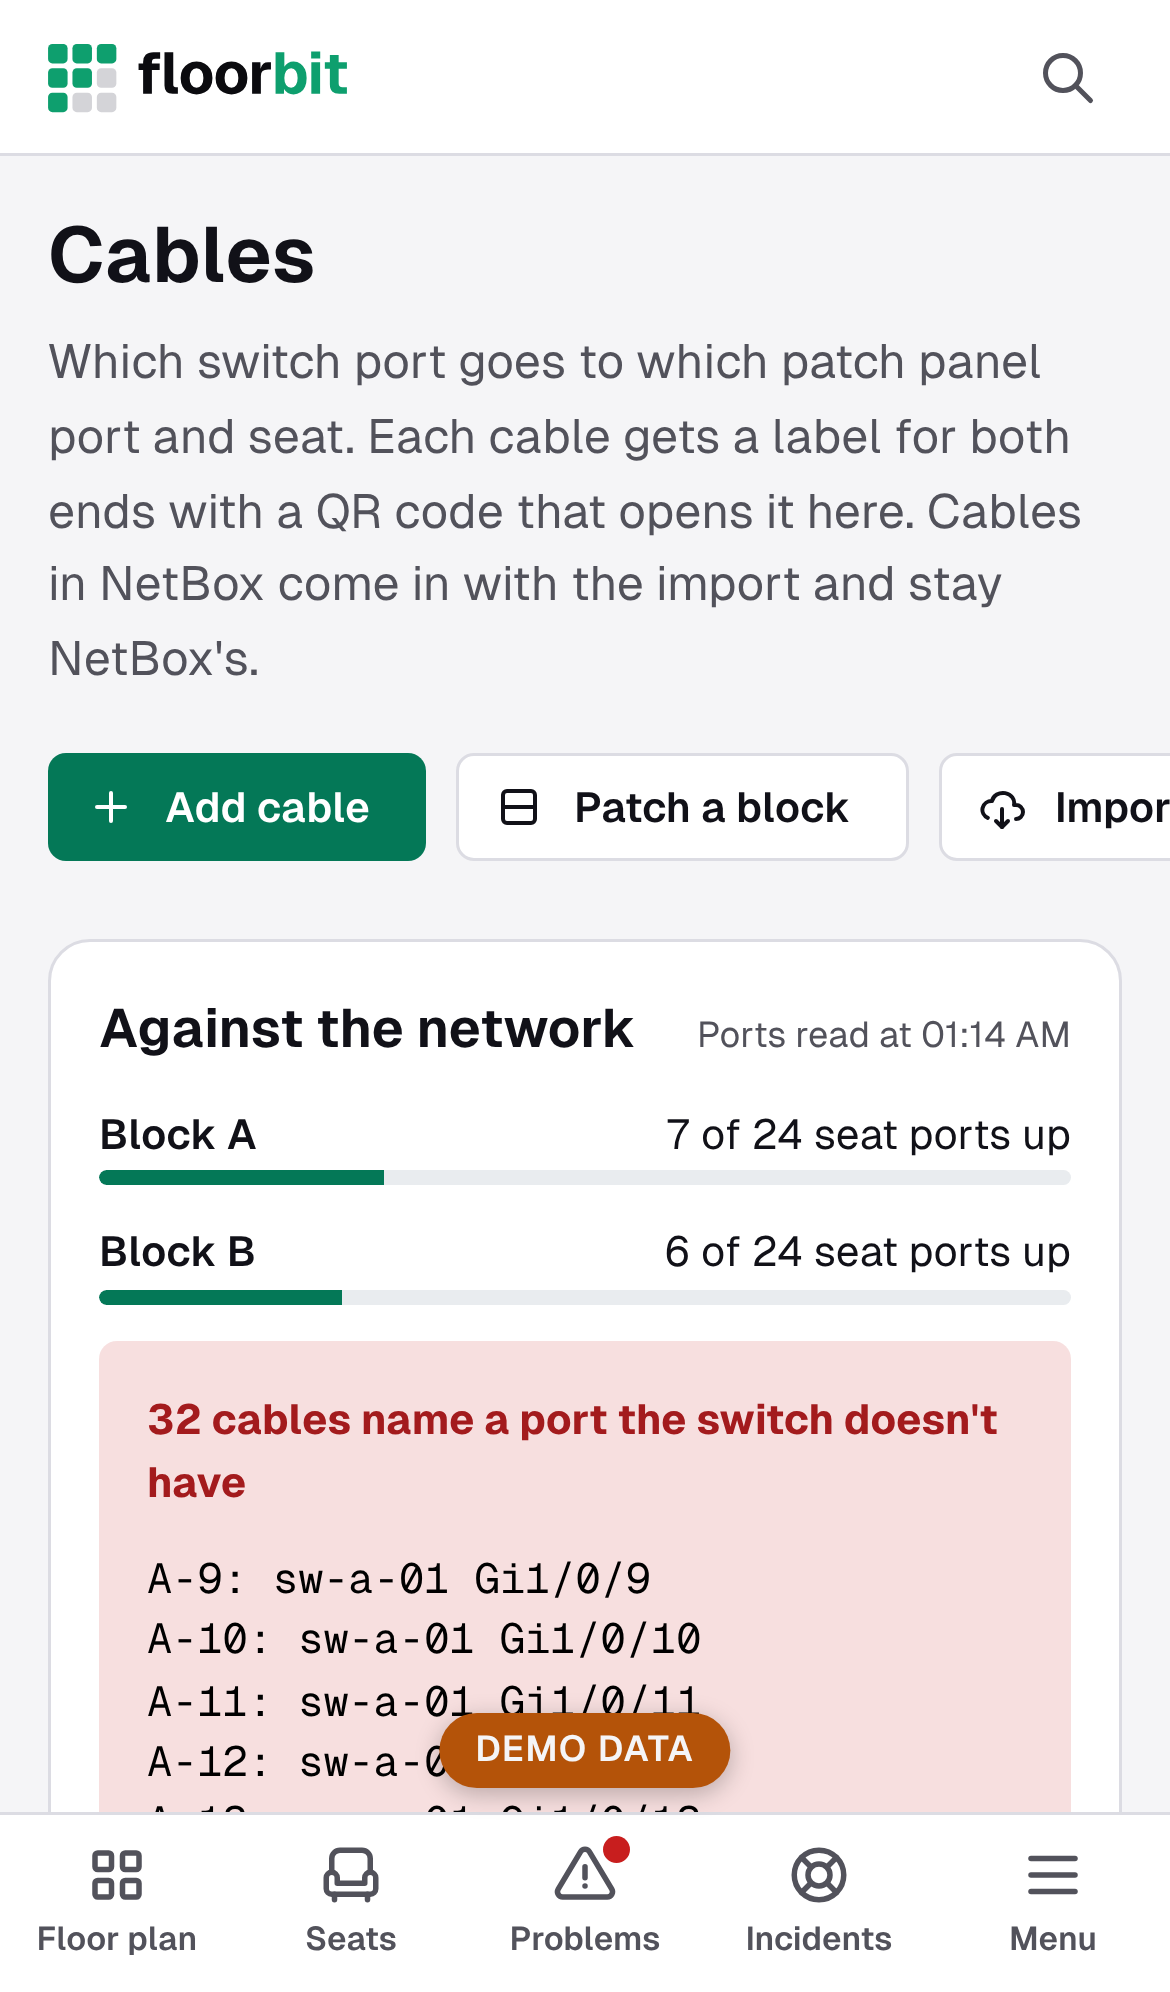 floorbit
Cables
Which switch port goes to which patch panel
port and seat. Each cable gets a label for both
ends with a QR code that opens it here. Cables
in NetBox come in with the import and stay
NetBox's.
Add cable
Patch a block
Impor
Against the network
Ports read at 01:14 AM
Block A
7 of 24 seat ports up
Block B
6 of 24 seat ports up
32 cables name a port the switch doesn't
have
A-9: sw-a-01 Gi1/0/9
A-10: sw-a-01 Gi1/0/10
A-11: sw-a-01 Gi1/0/11
A-12: sw-a-0
DEMO DATA
Floor plan
Seats
Problems
Incidents
Menu